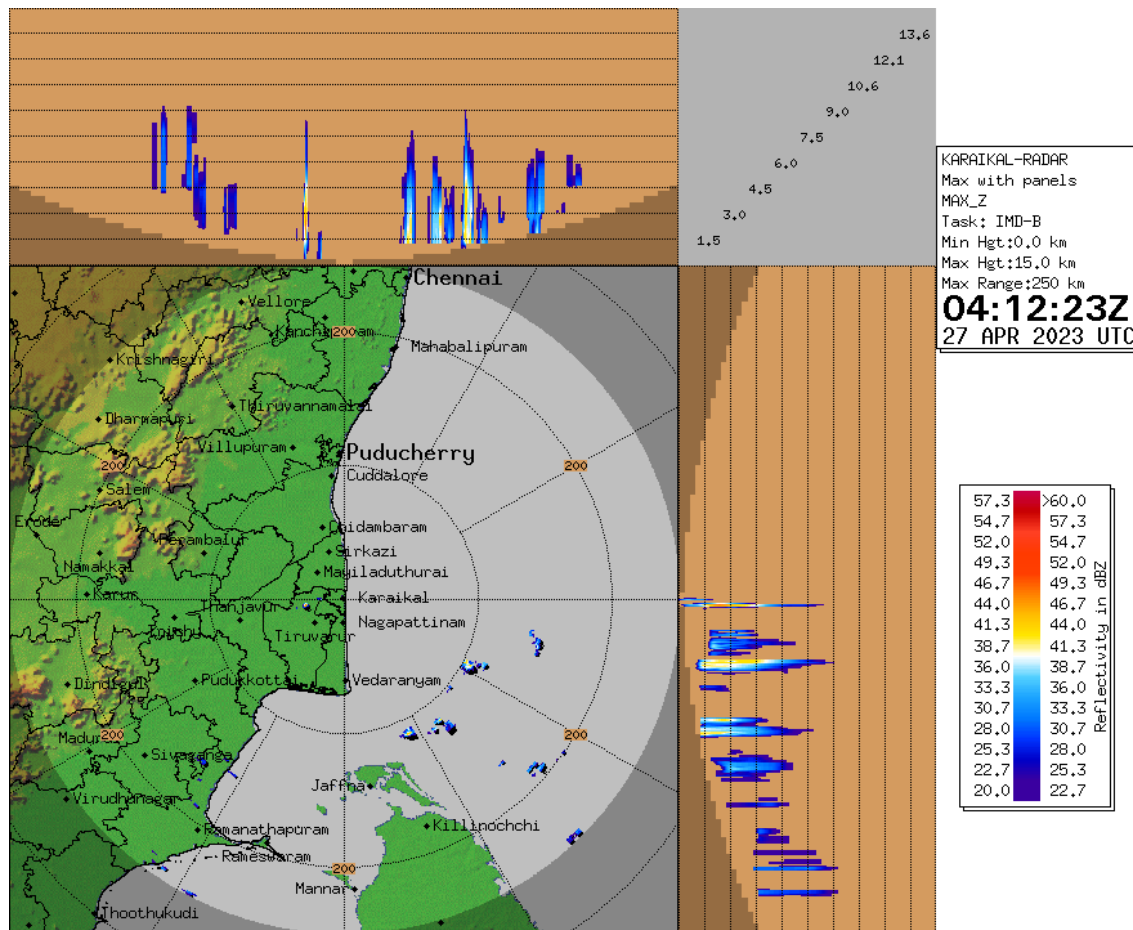 13.6
12.1
10.6
9.0
7.5
6.0
4.5
3.0
1.5
KARAIKAL-RADAR
Max with panels
MAX_Z
Task: IMD-B
Min Hgt:0.0 km
Max Hgt:15.0 km
Max Range:250 km
04:12:23Z
27 APR 2023 UTC
Chennai
Vellore
200
Mahabalipuram
Krishnagiri
Thiruvannamalai
Dharmapuri
Villupuram
Puducherry
200
200
Cuddalore
Salem
Erode
Chidambaram
Perambalur
Sirkazi
Namakkal
Mayiladuthurai
Karur
Karaikal
Thanjavur
Nagapattinam
Tiruvarur
Dindigul
Pudukkottai
Vedaranyam
200
200
Sivaganga
Jaffna
Virudhunagar
Ramanathapuram
Killinochchi
Rameswaram
200
Mannar
Thoothukudi
57.3 >60.0
54.7 57.3
52.0 54.7
49.3 52.0
46.7 49.3
44.0 46.7
41.3 44.0
38.7 41.3
36.0 38.7
33.3 36.0
30.7 33.3
28.0 30.7
25.3 28.0
22.7 25.3
20.0 22.7
Reflectivity in dBZ